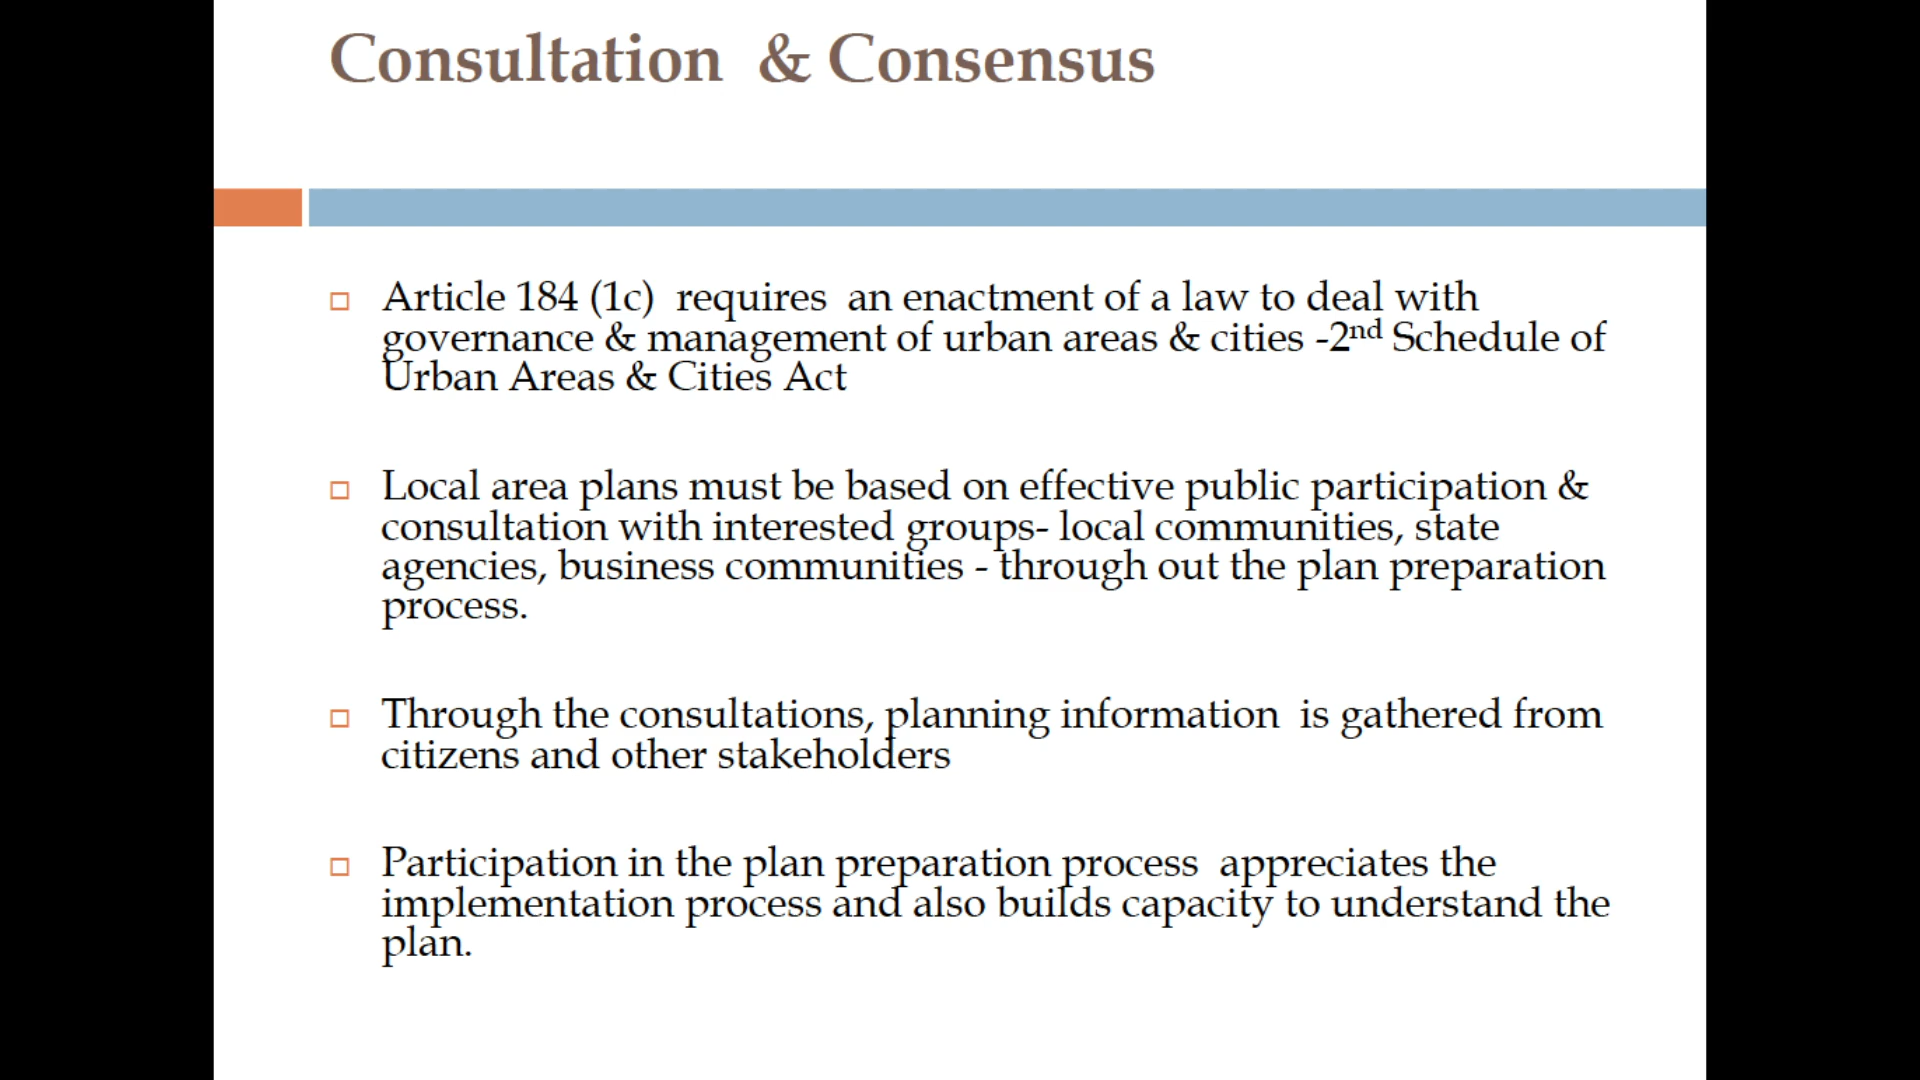 Consultation & Consensus
Article 184 (1c) requires an enactment of a law to deal with
governance & management of urban areas & cities -2nd Schedule of
Urban Areas & Cities Act
Local area plans must be based on effective public participation &
consultation with interested groups- local communities, state
agencies, business communities - through out the plan preparation
process.
Through the consultations, planning information is gathered from
citizens and other stakeholders
Participation in the plan preparation process appreciates the
implementation process and also builds capacity to understand the
plan.